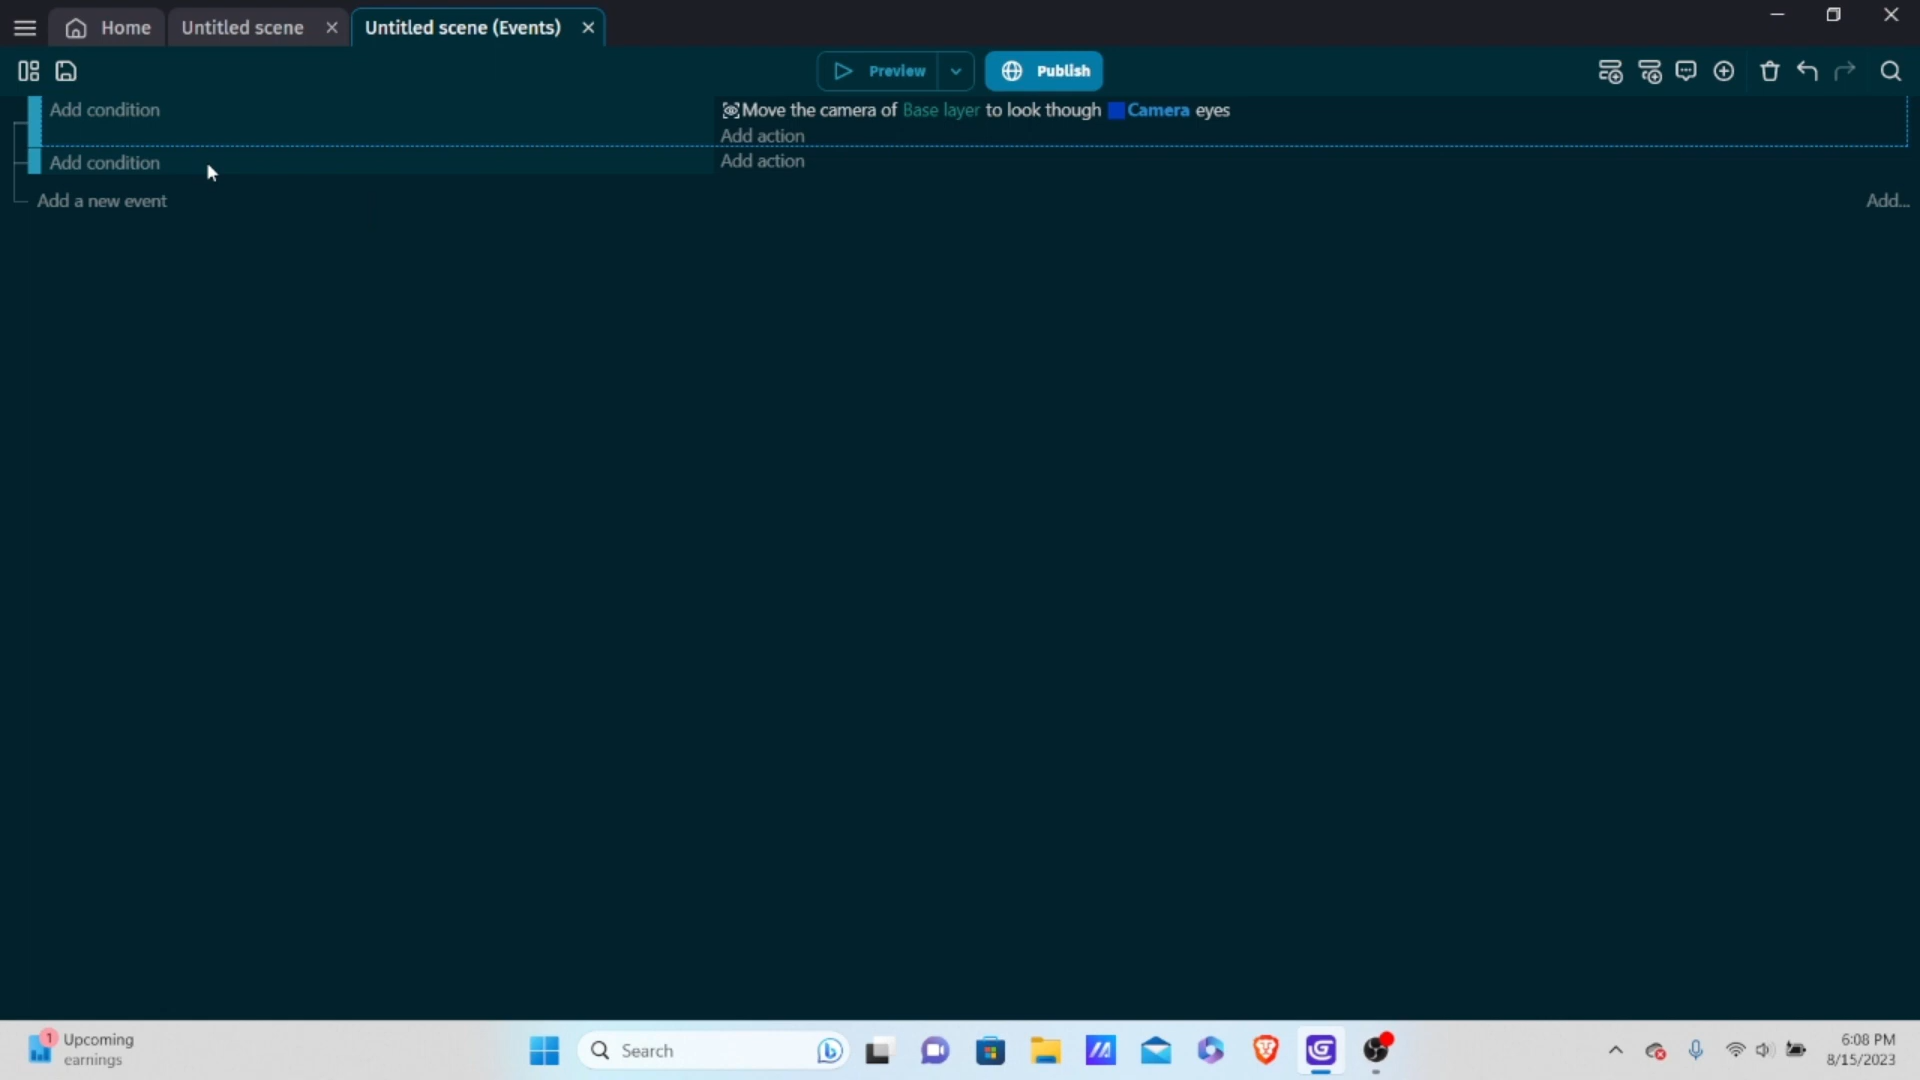 Home
Untitled scene
Untitled scene (Events)
Preview
Publish
Add condition
Move the camera of Base layer to look though Camera eyes
Add action
Add condition
Add action
Add a new event
Add...
1
Upcoming
earnings
Search
6:08 PM
8/15/2023